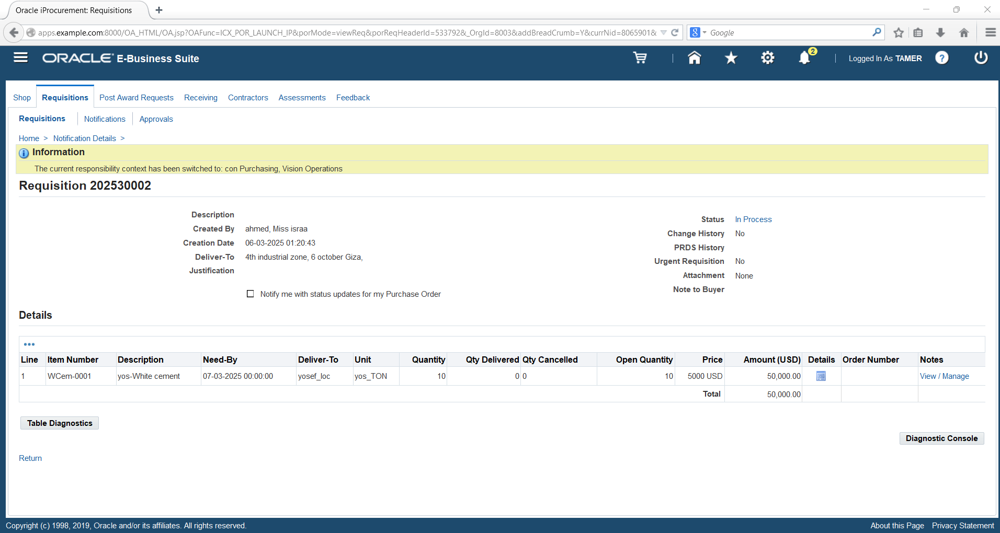 Oracle iProcurement: Requisitions
apps.example.com:8000/OA_HTML/OA.jsp?OAFunc=ICX_POR_LAUNCH_IP&porMode=viewReq&porReqHeaderId=533792&_OrgId=8003&addBreadCrumb=Y&currNid=8065901&
8 Google
ORACLE® E-Business Suite
2
Logged In As TAMER
?
Shop Requisitions Post Award Requests Receiving Contractors Assessments Feedback
Requisitions Notifications Approvals
Home > Notification Details >
i Information
The current responsibility context has been switched to: con Purchasing, Vision Operations
Requisition 202530002
Description
Created By ahmed, Miss israa
Creation Date 06-03-2025 01:20:43
Deliver-To 4th industrial zone, 6 october Giza,
Justification
Notify me with status updates for my Purchase Order
Status In Process
Change History No
PRDS History
Urgent Requisition No
Attachment None
Note to Buyer
Details
Line Item Number Description Need-By Deliver-To Unit Quantity Qty Delivered Qty Cancelled Open Quantity Price Amount (USD) Details Order Number Notes
1 WCem-0001 yos-White cement 07-03-2025 00:00:00 yosef_loc yos_TON 10 0 0 10 5000 USD 50,000.00 View / Manage
Total 50,000.00
Table Diagnostics
Diagnostic Console
Return
Copyright (c) 1998, 2019, Oracle and/or its affiliates. All rights reserved.
About this Page Privacy Statement